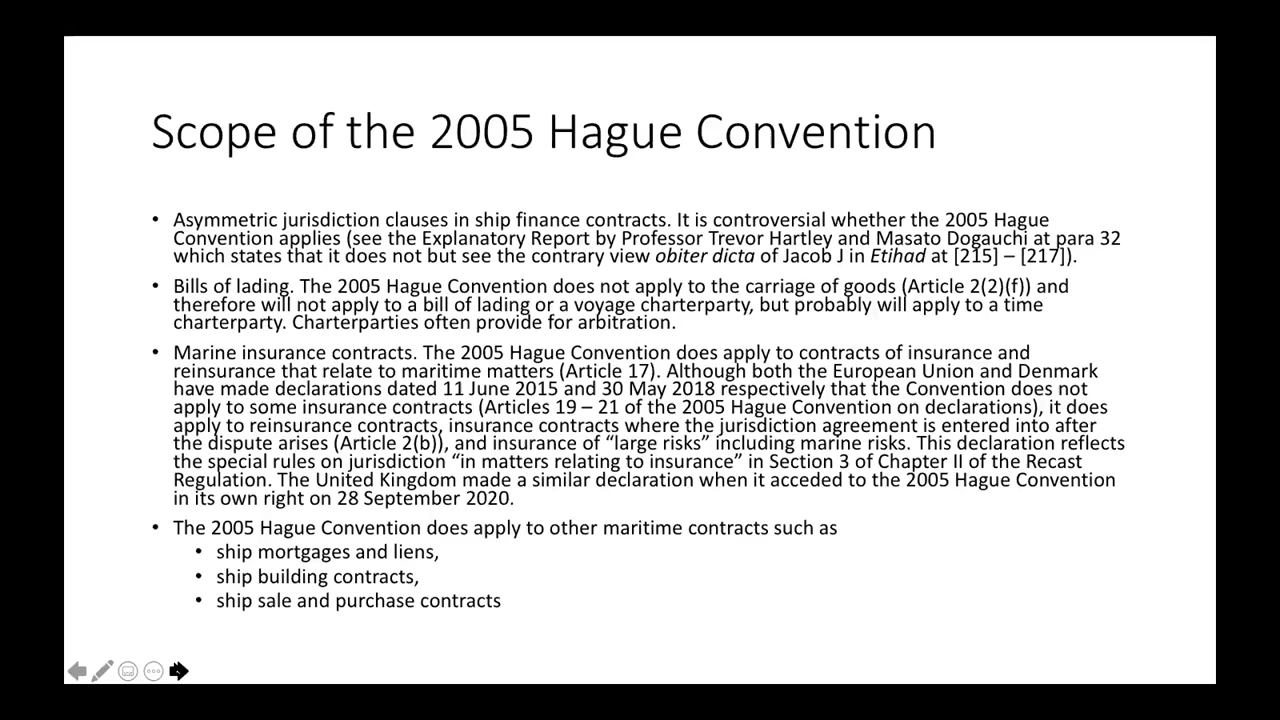 Scope of the 2005 Hague Convention
• Asymmetric jurisdiction clauses in ship finance contracts. It is controversial whether the 2005 Hague
Convention applies (see the Explanatory Report by Professor Trevor Hartley and Masato Dogauchi at para 32
which states that it does not but see the contrary view obiter dicta of Jacob J in Etihad at [215] – [217]).
• Bills of lading. The 2005 Hague Convention does not apply to the carriage of goods (Article 2(2)(f)) and
therefore will not apply to a bill of lading or a voyage charterparty, but probably will apply to a time
charterparty. Charterparties often provide for arbitration.
• Marine insurance contracts. The 2005 Hague Convention does apply to contracts of insurance and
reinsurance that relate to maritime matters (Article 17). Although both the European Union and Denmark
have made declarations dated 11 June 2015 and 30 May 2018 respectively that the Convention does not
apply to some insurance contracts (Articles 19 – 21 of the 2005 Hague Convention on declarations), it does
apply to reinsurance contracts, insurance contracts where the jurisdiction agreement is entered into after
the dispute arises (Article 2(b)), and insurance of “large risks” including marine risks. This declaration reflects
the special rules on jurisdiction “in matters relating to insurance” in Section 3 of Chapter II of the Recast
Regulation. The United Kingdom made a similar declaration when it acceded to the 2005 Hague Convention
in its own right on 28 September 2020.
• The 2005 Hague Convention does apply to other maritime contracts such as
• ship mortgages and liens,
• ship building contracts,
• ship sale and purchase contracts